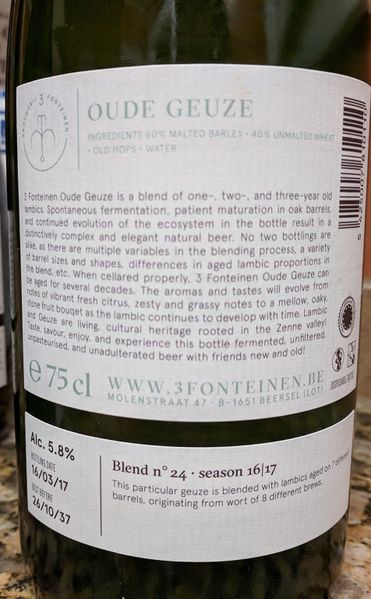 BROUWERIJ 3 FONTEINEN
OUDE GEUZE
INGREDIENTS 60% MALTED BARLEY • 40% UNMALTED WHEAT
• OLD HOPS • WATER
3 Fonteinen Oude Geuze is a blend of one-, two-, and three-year old
lambics. Spontaneous fermentation, patient maturation in oak barrels,
and continued evolution of the ecosystem in the bottle result in a
distinctively complex and elegant natural beer. No two bottlings are
alike, as there are multiple variables in the blending process, a variety
of barrel sizes and shapes, differences in aged lambic proportions in
the blend, etc. When cellared properly, 3 Fonteinen Oude Geuze can
be aged for several decades. The aromas and tastes will evolve from
notes of vibrant fresh citrus, zesty and grassy notes to a mellow, oaky,
stone fruit bouqet as the lambic continues to develop with time. Lambic
and Geuze are living, cultural heritage rooted in the Zenne valley!
Taste, savour, enjoy, and experience this bottle fermented, unfiltered,
unpasteurised, and unadulterated beer with friends new and old!
e 75 cl
WWW.3FONTEINEN.BE
MOLENSTRAAT 47 • B-1651 BEERSEL (LOT)
Alc. 5.8%
BOTTLING DATE
16/03/17
BEST BEFORE
26/10/37
Blend n° 24 • season 16|17
This particular geuze is blended with lambics aged on 7 different
barrels, originating from wort of 8 different brews.